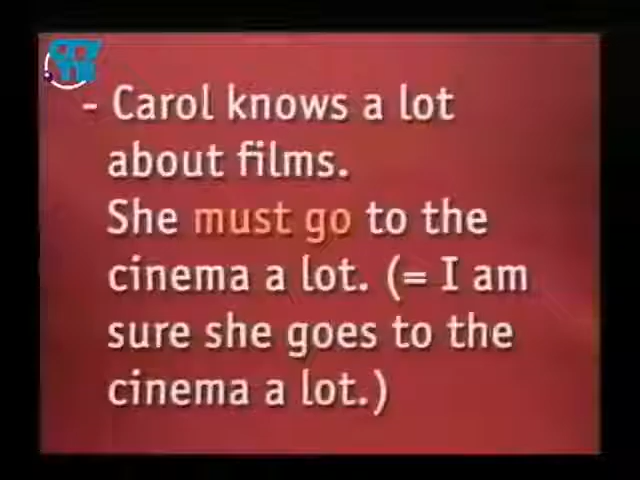 - Carol knows a lot
about films.
She must go to the
cinema a lot. (= I am
sure she goes to the
cinema a lot.)